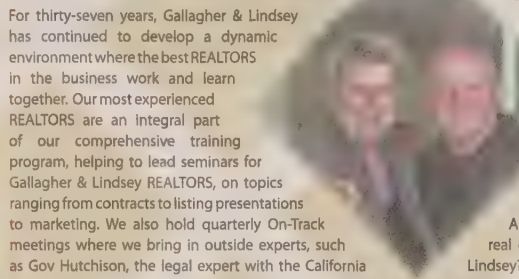 For thirty-seven years, Gallagher & Lindsey
has continued to develop a dynamic
environment where the best REALTORS
in the business work and learn
together. Our most experienced
REALTORS are an integral part
of our comprehensive training
program, helping to lead seminars for
Gallagher & Lindsey REALTORS, on topics
ranging from contracts to listing presentations
to marketing. We also hold quarterly On-Track
meetings where we bring in outside experts, such
as Gov Hutchison, the legal expert with the California
A
real
Lindsey'